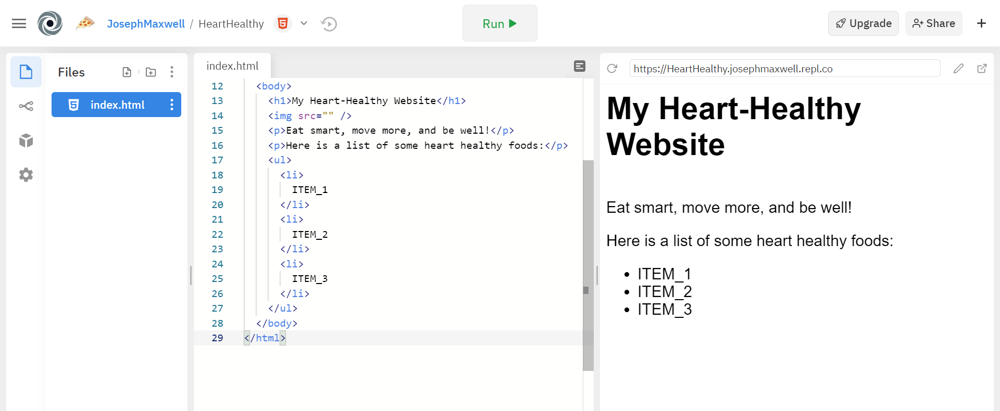 JosephMaxwell / HeartHealthy
Run
Upgrade
Share
Files
index.html
index.html
12 <body>
13 <h1>My Heart-Healthy Website</h1>
14 <img src="" />
15 <p>Eat smart, move more, and be well!</p>
16 <p>Here is a list of some heart healthy foods:</p>
17 <ul>
18 <li>
19 ITEM_1
20 </li>
21 <li>
22 ITEM_2
23 </li>
24 <li>
25 ITEM_3
26 </li>
27 </ul>
28 </body>
29 </html>
https://HeartHealthy.josephmaxwell.repl.co
My Heart-Healthy
Website
Eat smart, move more, and be well!
Here is a list of some heart healthy foods:
• ITEM_1
• ITEM_2
• ITEM_3